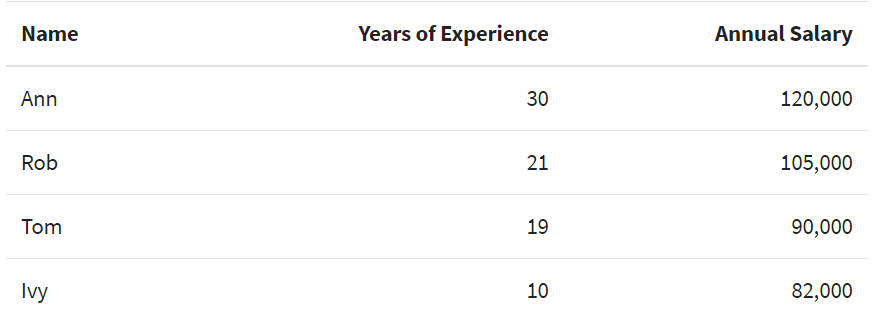 Name Years of Experience Annual Salary
Ann 30 120,000
Rob 21 105,000
Tom 19 90,000
Ivy 10 82,000